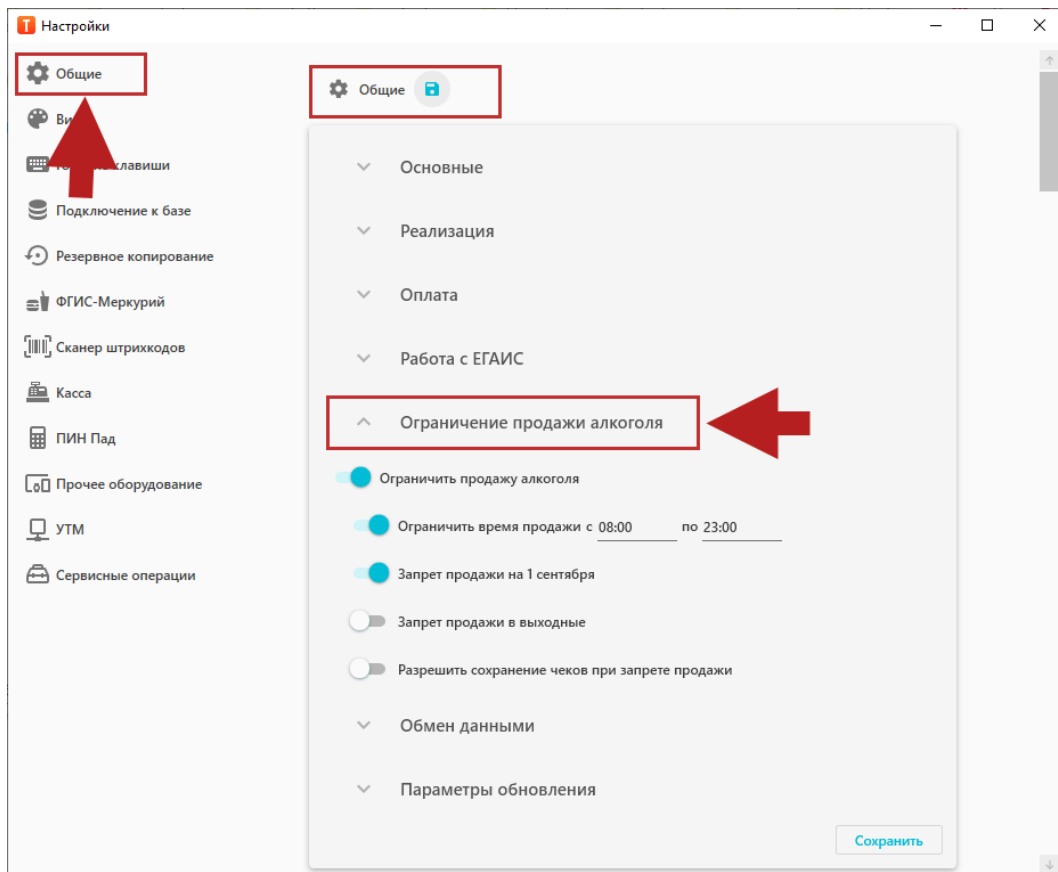 Настройки
Общие
клавиши
Подключение к базе
Резервное копирование
ФГИС-Меркурий
Сканер штрихкодов
Касса
ПИН Пад
Прочее оборудование
УТМ
Сервисные операции
Общие
Основные
Реализация
Оплата
Работа с ЕГАИС
Ограничение продажи алкоголя
Ограничить продажу алкоголя
Ограничить время продажи с 08:00 по 23:00
Запрет продажи на 1 сентября
Запрет продажи в выходные
Разрешить сохранение чеков при запрете продажи
Обмен данными
Параметры обновления
Сохранить